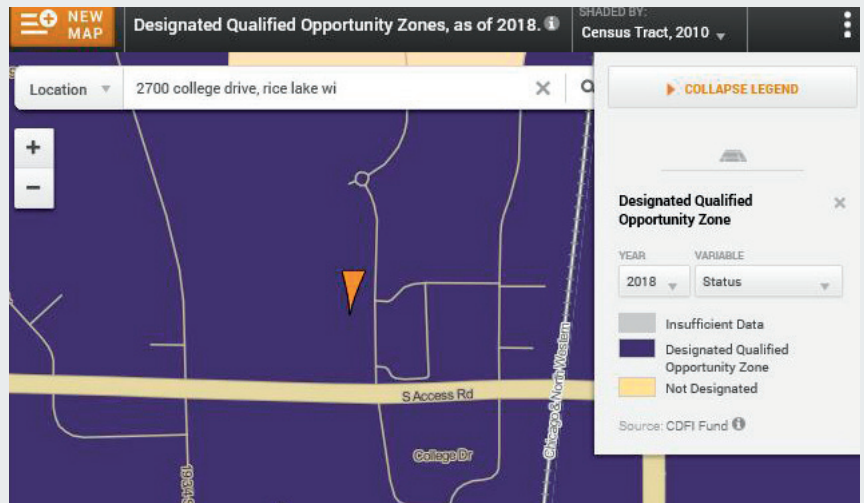 NEW
MAP
Designated Qualified Opportunity Zones, as of 2018.
SHADED BY:
Census Tract, 2010
Location
2700 college drive, rice lake wi
COLLAPSE LEGEND
+
−
Designated Qualified
Opportunity Zone
YEAR
VARIABLE
2018
Status
Insufficient Data
Designated Qualified
Opportunity Zone
Not Designated
Source: CDFI Fund
S Access Rd
College Dr
Chicago & North Western